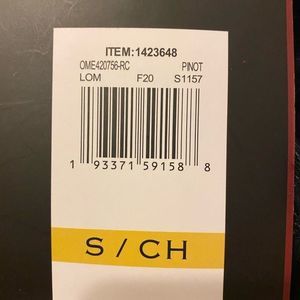 ITEM:1423648
OME420756-RC PINOT
LOM F20 S1157
1 93371 59158 8
S / CH